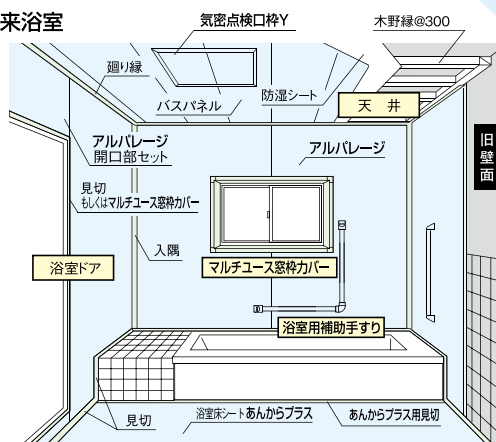 来浴室
気密点検口枠Y
木野縁@300
廻り縁
バスパネル
防湿シート
天井
アルパレージ
開口部セット
アルパレージ
旧壁面
見切
もしくはマルチユース窓枠カバー
入隅
浴室ドア
マルチユース窓枠カバー
浴室用補助手すり
見切
浴室床シートあんからプラス
あんからプラス用見切